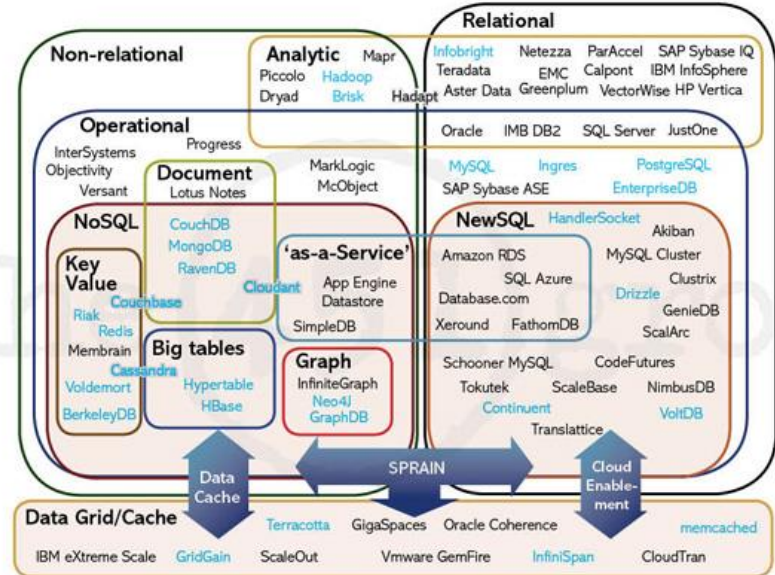 Relational
Non-relational
Analytic
Mapr
Piccolo Hadoop
Dryad Brisk Hadapt
Infobright Netezza ParAccel SAP Sybase IQ
Teradata EMC Calpont IBM InfoSphere
Aster Data Greenplum VectorWise HP Vertica
Operational
Oracle IMB DB2 SQL Server JustOne
InterSystems Progress
Objectivity
Versant
Document
Lotus Notes
MarkLogic
McObject
MySQL Ingres PostgreSQL
SAP Sybase ASE EnterpriseDB
NoSQL
CouchDB
MongoDB
RavenDB
Key
Value
Couchbase
Riak
Redis
Membrain
Cassandra
Voldemort
BerkeleyDB
Cloudant
'as-a-Service'
App Engine
Datastore
SimpleDB
Big tables
Hypertable
HBase
Graph
InfiniteGraph
Neo4J
GraphDB
NewSQL HandlerSocket
Amazon RDS
SQL Azure
Database.com
Xeround FathomDB
Akiban
MySQL Cluster
Clustrix
Drizzle
GenieDB
ScalArc
Schooner MySQL CodeFutures
Tokutek ScaleBase NimbusDB
Continuent VoltDB
Translattice
Data
Cache
SPRAIN
Cloud
Enable-
ment
Data Grid/Cache
Terracotta GigaSpaces Oracle Coherence memcached
IBM eXtreme Scale GridGain ScaleOut Vmware GemFire InfiniSpan CloudTran